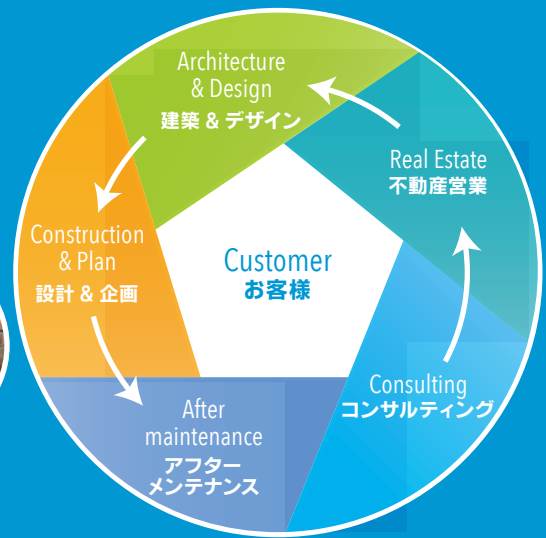 Architecture
& Design
建築 & デザイン
Real Estate
不動産営業
Construction
& Plan
設計 & 企画
Customer
お客様
Consulting
コンサルティング
After
maintenance
アフター
メンテナンス